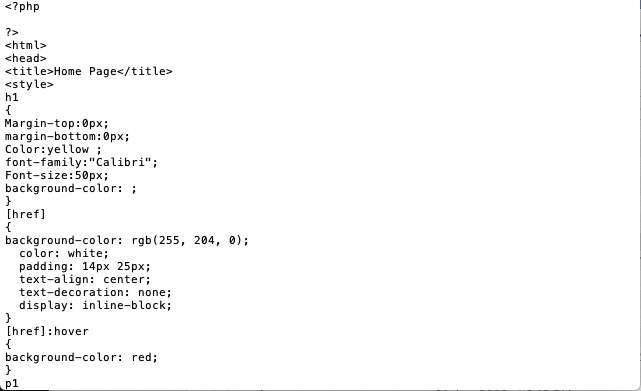 <?php
?>
<html>
<head>
<title>Home Page</title>
<style>
h1
{
Margin-top:0px;
margin-bottom:0px;
Color:yellow ;
font-family:"Calibri";
Font-size:50px;
background-color: ;
}
[href]
{
background-color: rgb(255, 204, 0);
  color: white;
  padding: 14px 25px;
  text-align: center;
  text-decoration: none;
  display: inline-block;
}
[href]:hover
{
background-color: red;
}
p1